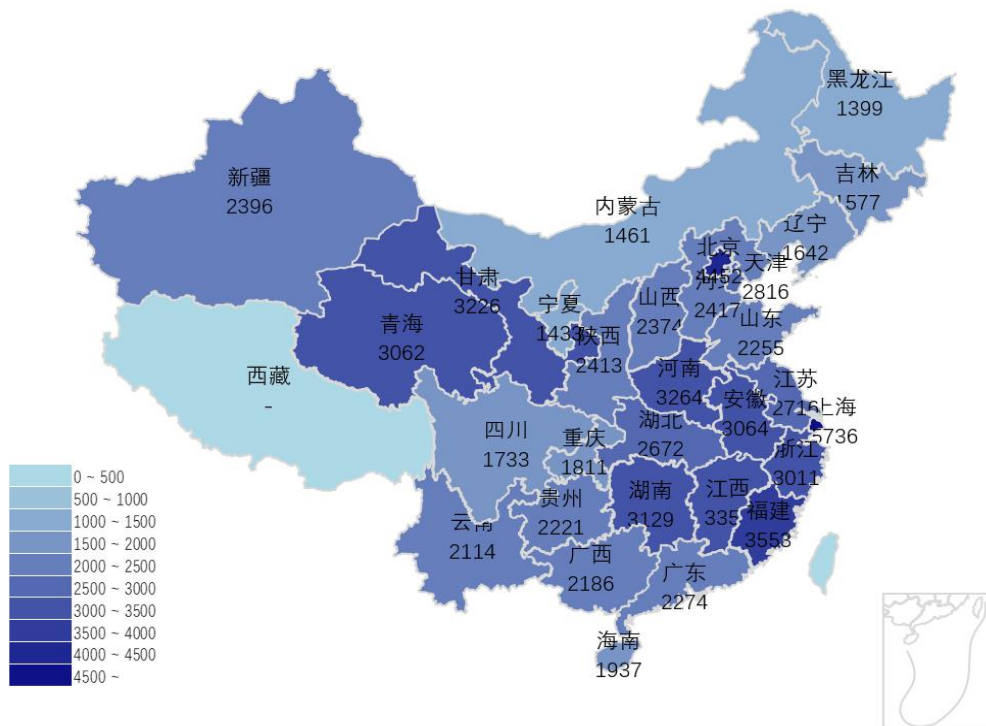 黑龙江
1399
吉林
1577
新疆
2396
辽宁
1642
内蒙古
1461
北京
4452
天津
2816
甘肃
3226
宁夏
1433
山西
2374
2417
山东
2255
青海
3062
陕西
2413
河南
3264
江苏
2716
西藏
-
安徽
3064
上海
5736
四川
1733
重庆
1811
湖北
2672
浙江
3011
贵州
2221
湖南
3129
江西
福建
3553
云南
2114
广西
2186
广东
2274
海南
1937
0 ~ 500
500 ~ 1000
1000 ~ 1500
1500 ~ 2000
2000 ~ 2500
2500 ~ 3000
3000 ~ 3500
3500 ~ 4000
4000 ~ 4500
4500 ~